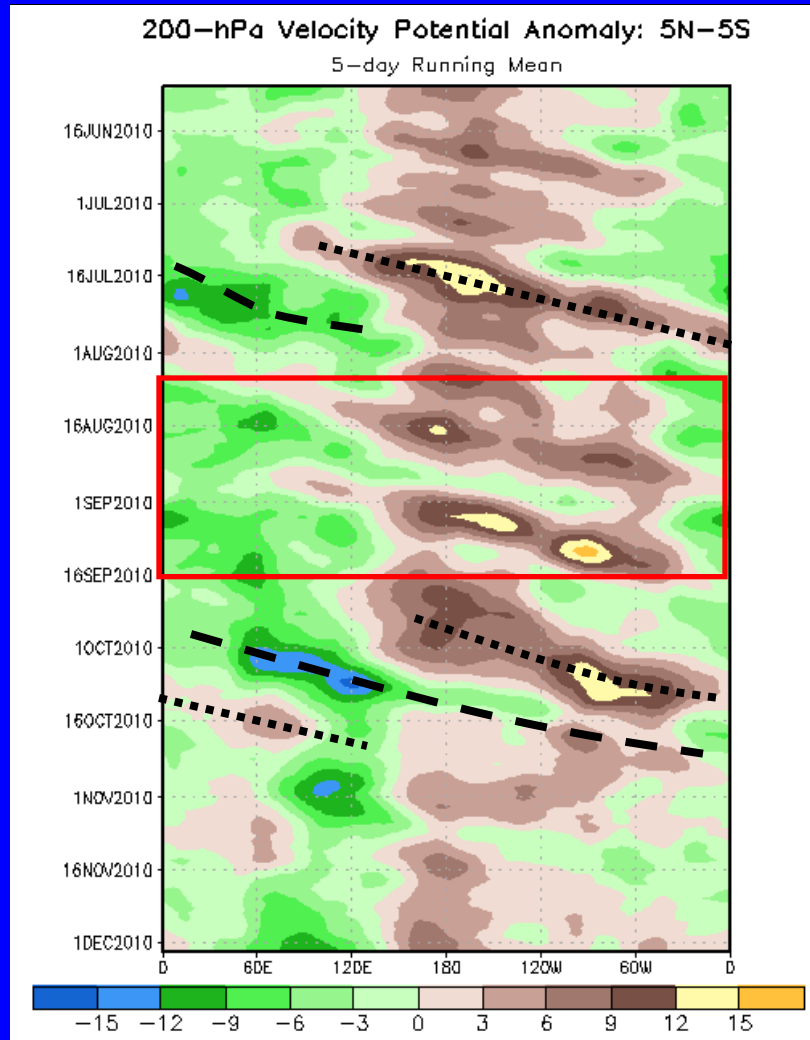 200-hPa Velocity Potential Anomaly: 5N-5S
5-day Running Mean
16JUN2010
1JUL2010
16JUL2010
1AUG2010
16AUG2010
1SEP2010
16SEP2010
1OCT2010
16OCT2010
1NOV2010
16NOV2010
1DEC2010
0 60E 120E 180 120W 60W 0
-15 -12 -9 -6 -3 0 3 6 9 12 15